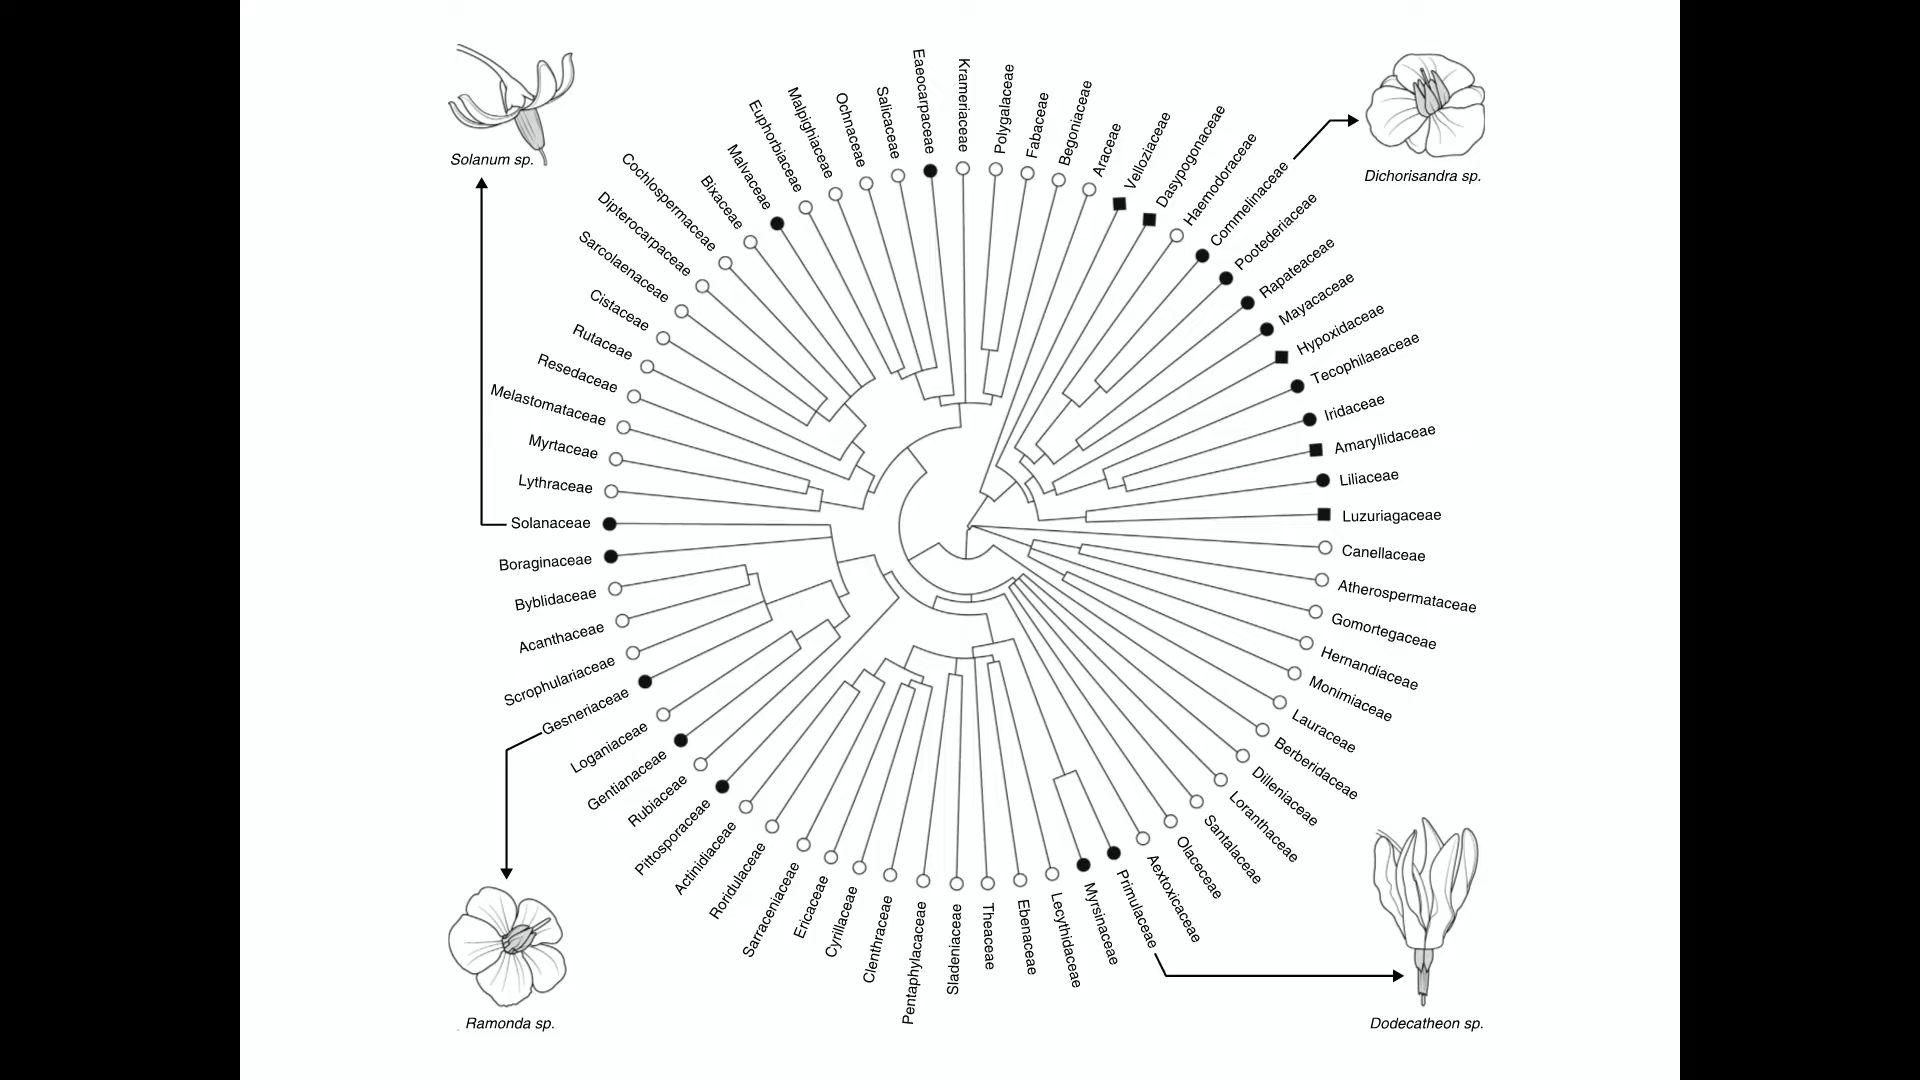 Solanum sp.
Dichorisandra sp.
Ramonda sp.
Dodecatheon sp.
Eaeocarpaceae
Krameriaceae
Polygalaceae
Fabaceae
Begoniaceae
Araceae
Velloziaceae
Dasypogonaceae
Haemodoraceae
Commelinaceae
Pootederiaceae
Rapateaceae
Mayacaceae
Hypoxidaceae
Tecophilaeaceae
Iridaceae
Amaryllidaceae
Liliaceae
Luzuriagaceae
Canellaceae
Atherospermataceae
Gomortegaceae
Hernandiaceae
Monimiaceae
Lauraceae
Berberidaceae
Dilleniaceae
Loranthaceae
Santalaceae
Olaceceae
Aextoxicaceae
Primulaceae
Myrsinaceae
Lecythidaceae
Ebenaceae
Theaceae
Sladeniaceae
Pentaphylacaceae
Clenthraceae
Cyrillaceae
Ericaceae
Sarraceniaceae
Roridulaceae
Actinidiaceae
Pittosporaceae
Rubiaceae
Gentianaceae
Loganiaceae
Gesneriaceae
Scrophulariaceae
Acanthaceae
Byblidaceae
Boraginaceae
Solanaceae
Lythraceae
Myrtaceae
Melastomataceae
Resedaceae
Rutaceae
Cistaceae
Sarcolaenaceae
Dipterocarpaceae
Cochlospermaceae
Bixaceae
Malvaceae
Euphorbiaceae
Malpighiaceae
Ochnaceae
Salicaceae